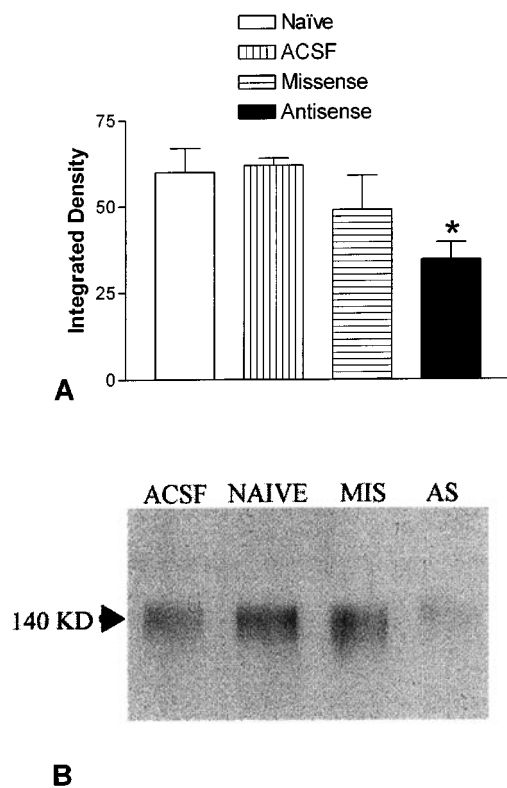 Naïve
ACSF
Missense
Antisense
75
50
25
0
Integrated Density
*
A
ACSF NAIVE MIS AS
140 KD
B